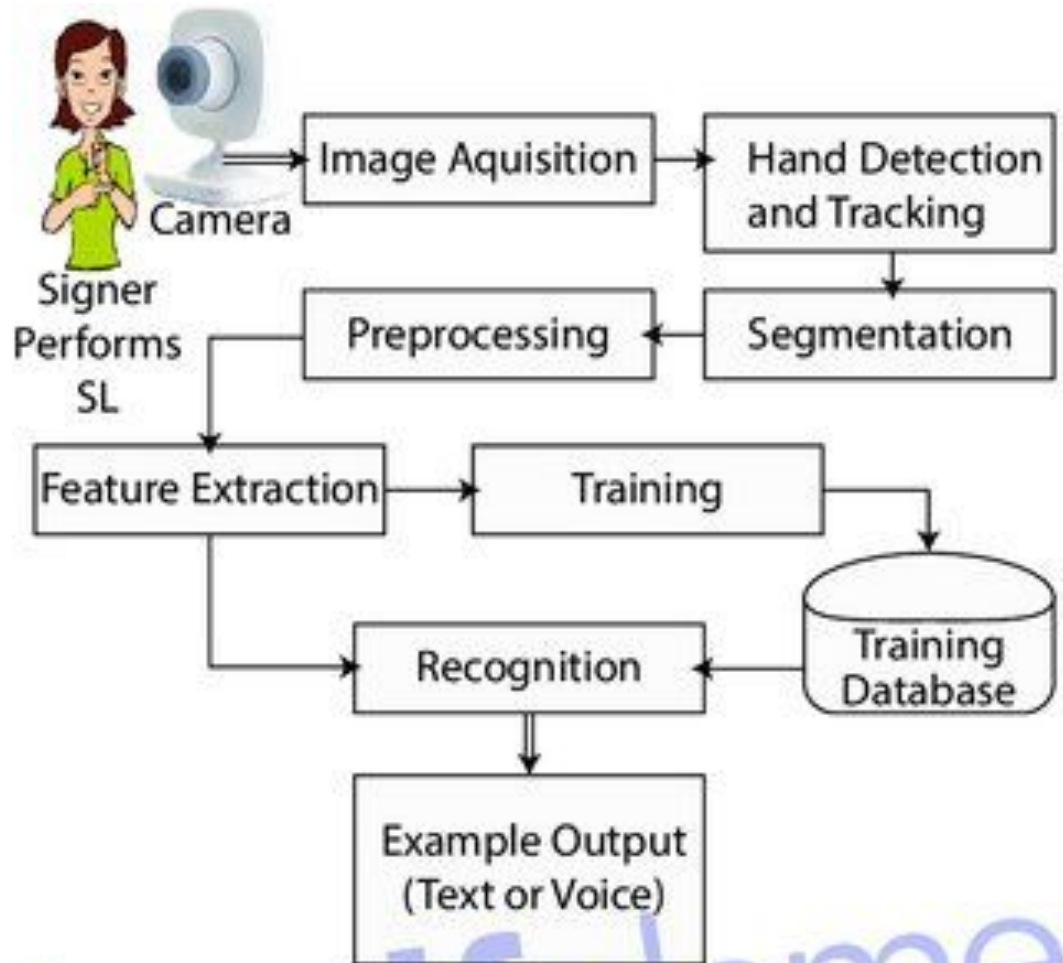 Camera
Signer
Performs
SL
Image Aquisition
Hand Detection
and Tracking
Segmentation
Preprocessing
Feature Extraction
Training
Training
Database
Recognition
Example Output
(Text or Voice)